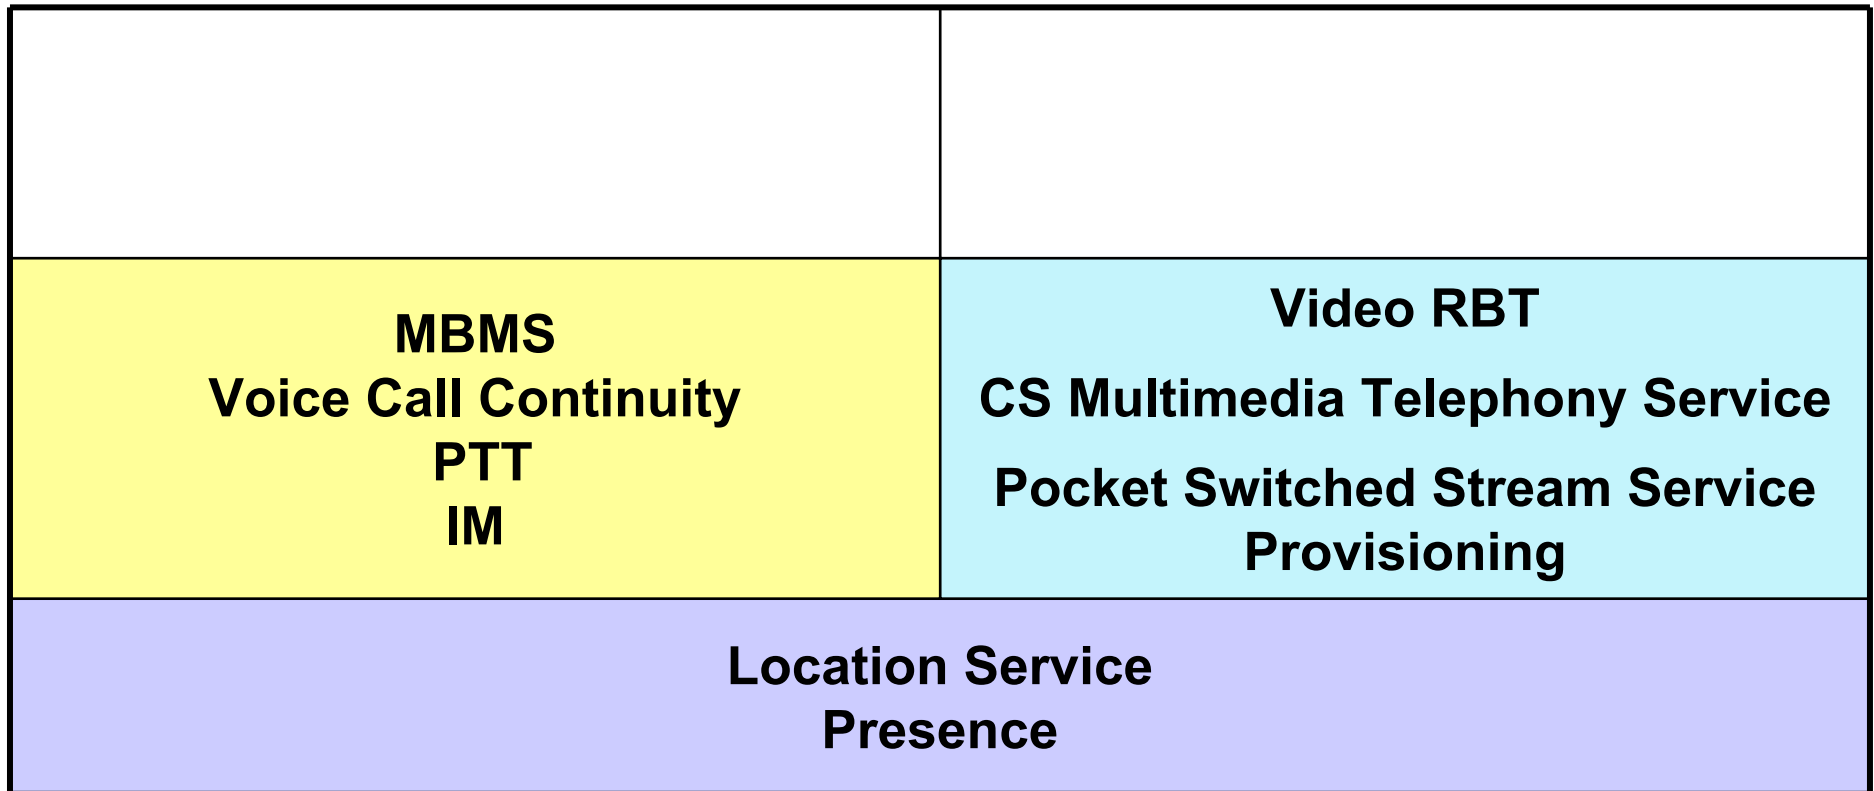 MBMS
Voice Call Continuity
PTT
IM
Video RBT
CS Multimedia Telephony Service
Pocket Switched Stream Service
Provisioning
Location Service
Presence